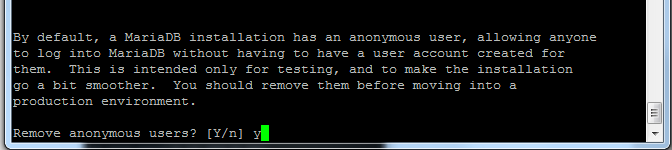 By default, a MariaDB installation has an anonymous user, allowing anyone
to log into MariaDB without having to have a user account created for
them.  This is intended only for testing, and to make the installation
go a bit smoother.  You should remove them before moving into a
production environment.
Remove anonymous users? [Y/n] y